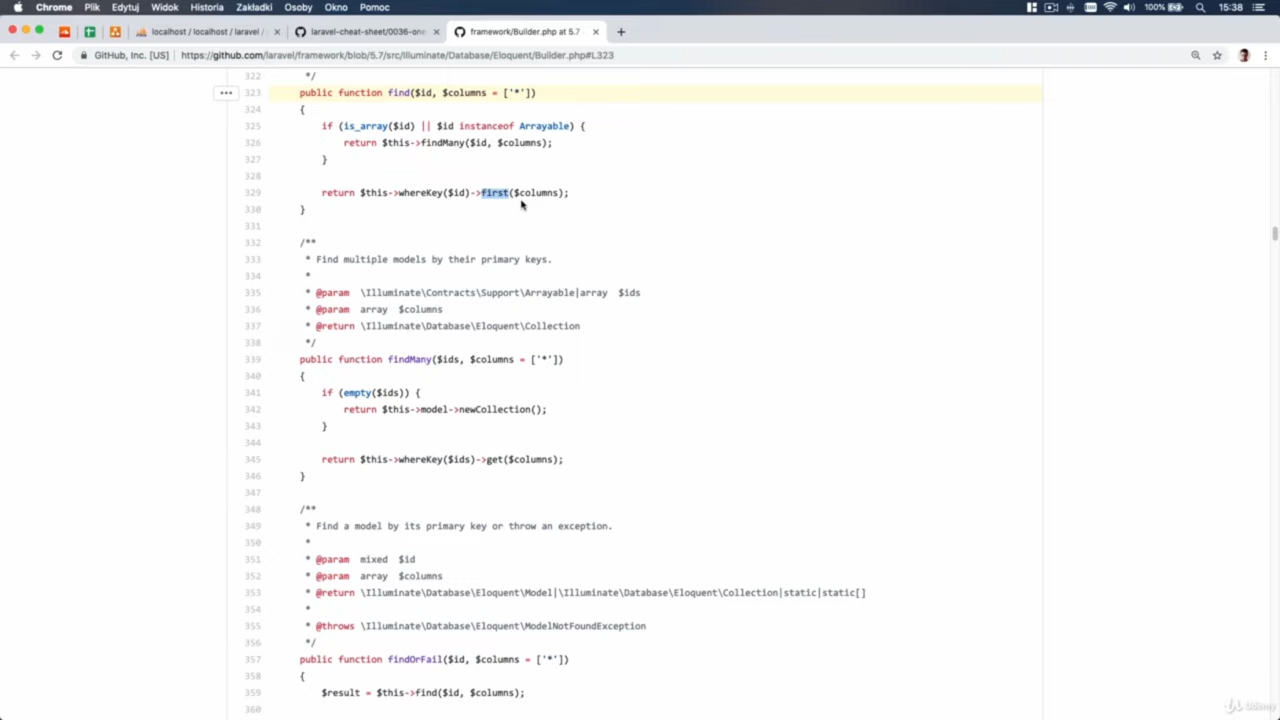 Chrome Plik Edytuj Widok Historia Zakładki Osoby Okno Pomoc 100% 15:38
localhost / localhost / laravel / laravel-cheat-sheet/0036-one framework/Builder.php at 5.7
GitHub, Inc. [US] https://github.com/laravel/framework/blob/5.7/src/Illuminate/Database/Eloquent/Builder.php#L323
322 */
323 public function find($id, $columns = ['*'])
324 {
325 if (is_array($id) || $id instanceof Arrayable) {
326 return $this->findMany($id, $columns);
327 }
328
329 return $this->whereKey($id)->first($columns);
330 }
331
332 /**
333 * Find multiple models by their primary keys.
334 *
335 * @param \Illuminate\Contracts\Support\Arrayable|array $ids
336 * @param array $columns
337 * @return \Illuminate\Database\Eloquent\Collection
338 */
339 public function findMany($ids, $columns = ['*'])
340 {
341 if (empty($ids)) {
342 return $this->model->newCollection();
343 }
344
345 return $this->whereKey($ids)->get($columns);
346 }
347
348 /**
349 * Find a model by its primary key or throw an exception.
350 *
351 * @param mixed $id
352 * @param array $columns
353 * @return \Illuminate\Database\Eloquent\Model|\Illuminate\Database\Eloquent\Collection|static|static[]
354 *
355 * @throws \Illuminate\Database\Eloquent\ModelNotFoundException
356 */
357 public function findOrFail($id, $columns = ['*'])
358 {
359 $result = $this->find($id, $columns);
360
Udemy